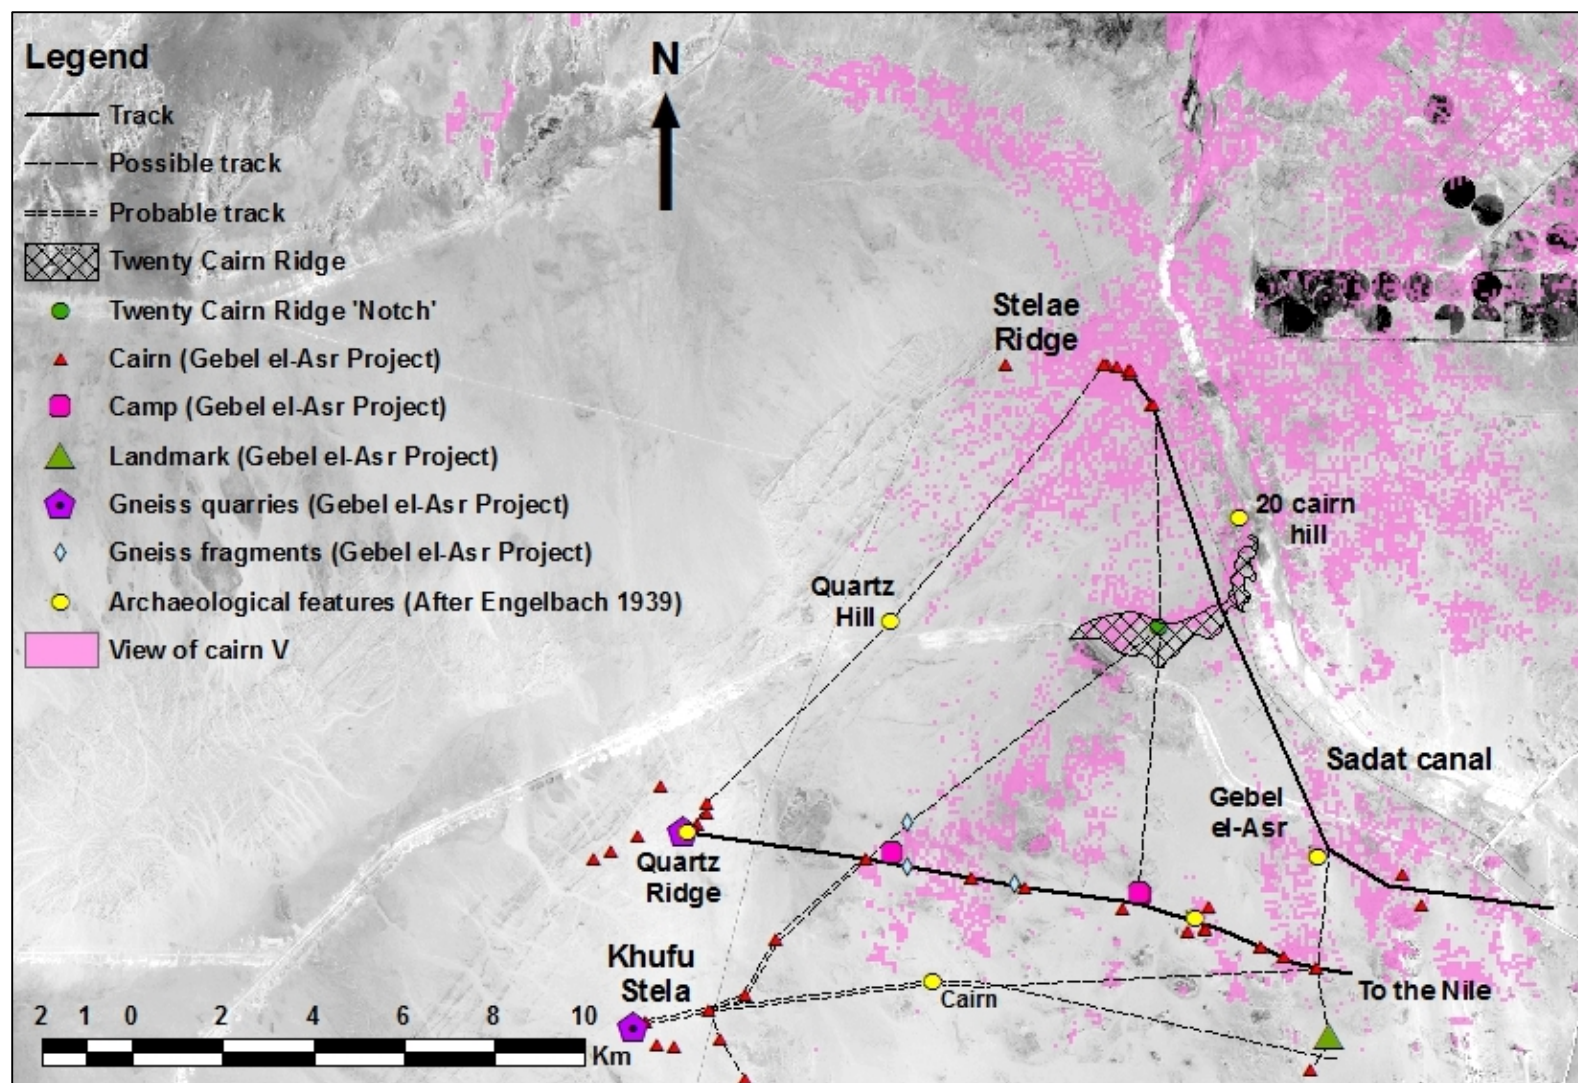 Legend
Track
Possible track
Probable track
Twenty Cairn Ridge
Twenty Cairn Ridge 'Notch'
Cairn (Gebel el-Asr Project)
Camp (Gebel el-Asr Project)
Landmark (Gebel el-Asr Project)
Gneiss quarries (Gebel el-Asr Project)
Gneiss fragments (Gebel el-Asr Project)
Archaeological features (After Engelbach 1939)
View of cairn V
N
Stelae
Ridge
20 cairn
hill
Quartz
Hill
Sadat canal
Gebel
el-Asr
Quartz
Ridge
Khufu
Stela
Cairn
To the Nile
2 1 0 2 4 6 8 10
Km